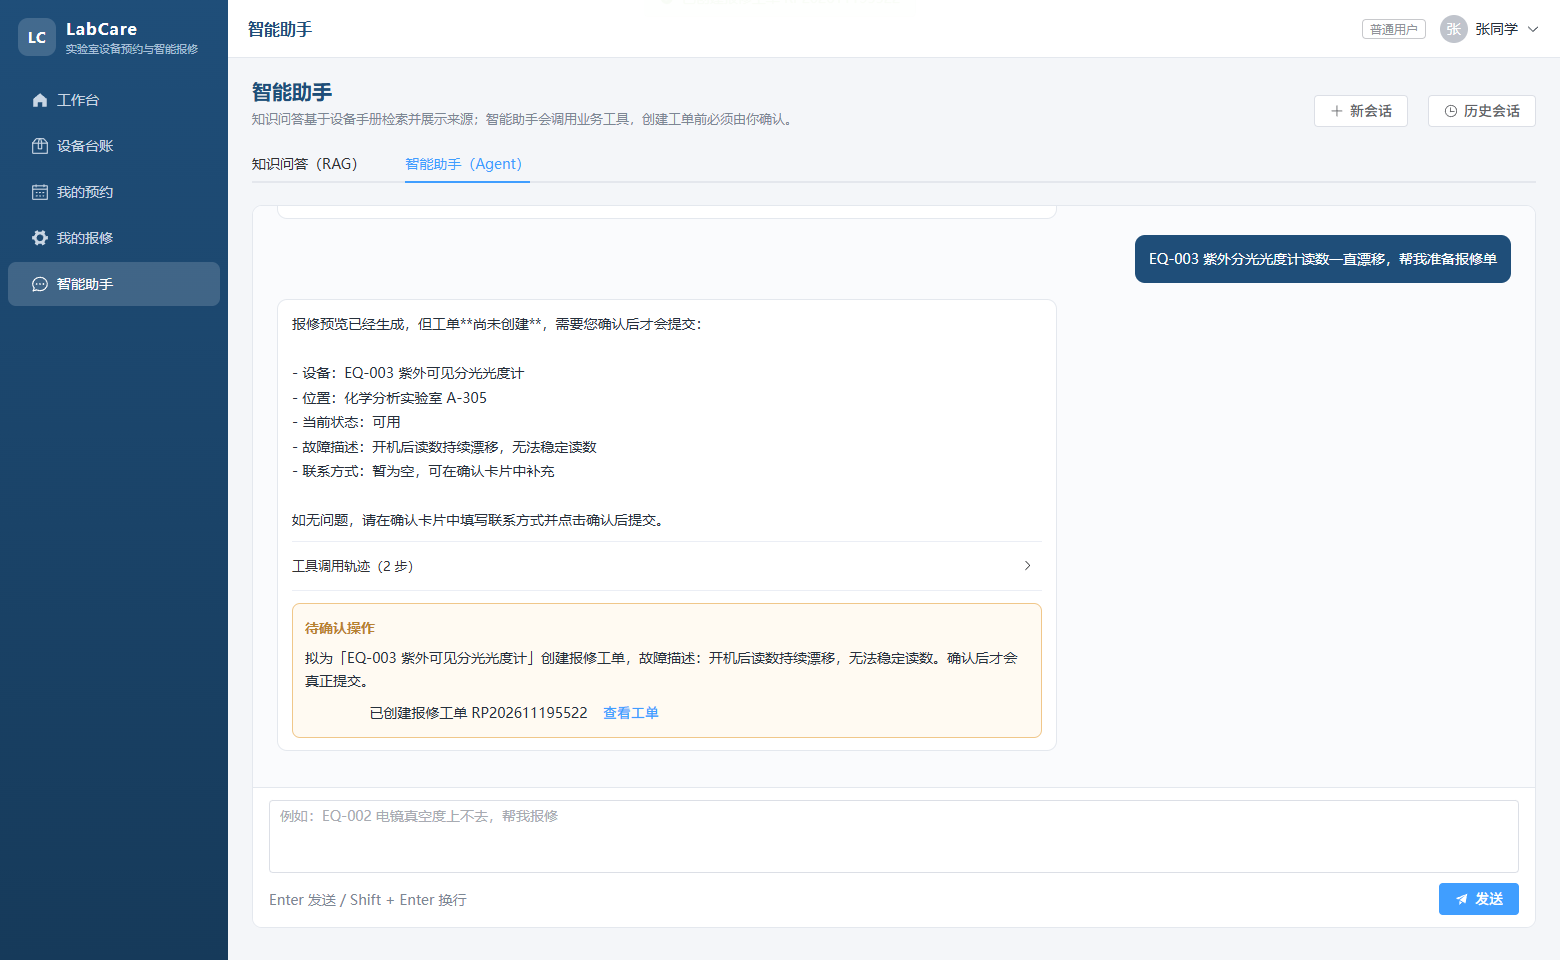 LC
LabCare
实验室设备预约与智能报修
工作台
设备台账
我的预约
我的报修
智能助手
智能助手
普通用户
张
张同学
智能助手
知识问答基于设备手册检索并展示来源；智能助手会调用业务工具，创建工单前必须由你确认。
新会话
历史会话
知识问答（RAG）
智能助手（Agent）
EQ-003 紫外分光光度计读数一直漂移，帮我准备报修单
报修预览已经生成，但工单**尚未创建**，需要您确认后才会提交：
- 设备：EQ-003 紫外可见分光光度计
- 位置：化学分析实验室 A-305
- 当前状态：可用
- 故障描述：开机后读数持续漂移，无法稳定读数
- 联系方式：暂为空，可在确认卡片中补充
如无问题，请在确认卡片中填写联系方式并点击确认后提交。
工具调用轨迹（2 步）
待确认操作
拟为「EQ-003 紫外可见分光光度计」创建报修工单，故障描述：开机后读数持续漂移，无法稳定读数。确认后才会
真正提交。
已创建报修工单 RP202611195522 查看工单
例如：EQ-002 电镜真空度上不去，帮我报修
Enter 发送 / Shift + Enter 换行
发送